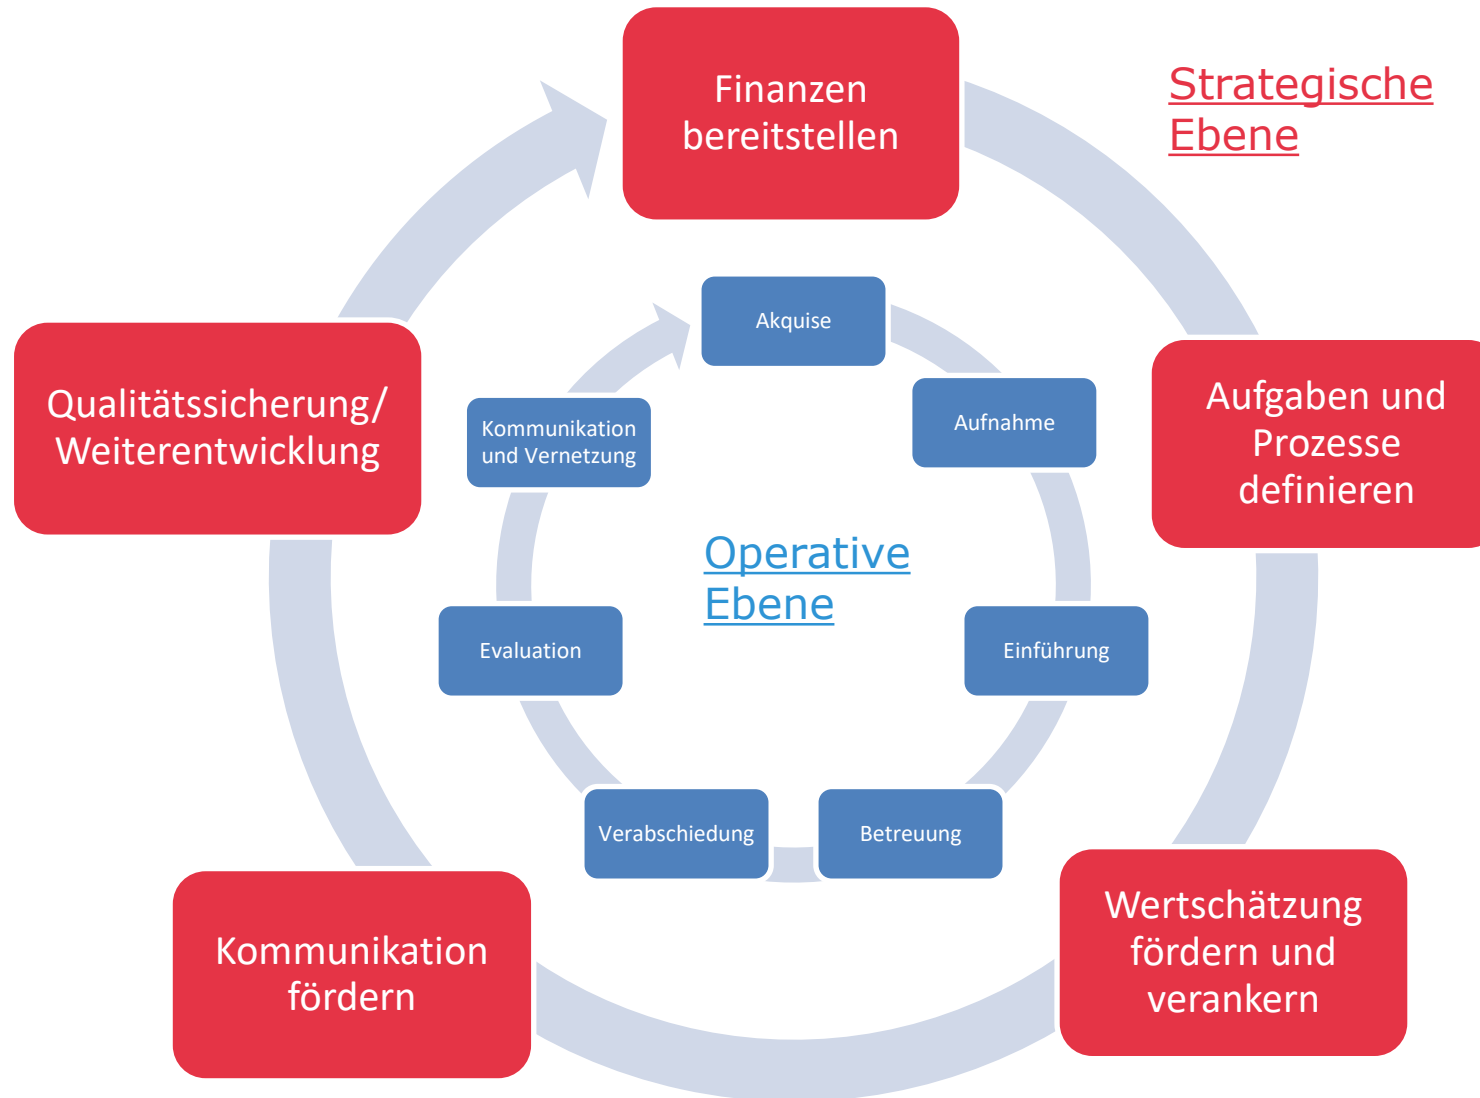 Finanzen
bereitstellen
Strategische
Ebene
Aufgaben und
Prozesse
definieren
Wertschätzung
fördern und
verankern
Kommunikation
fördern
Qualitätssicherung/
Weiterentwicklung
Operative
Ebene
Akquise
Aufnahme
Einführung
Betreuung
Verabschiedung
Evaluation
Kommunikation
und Vernetzung